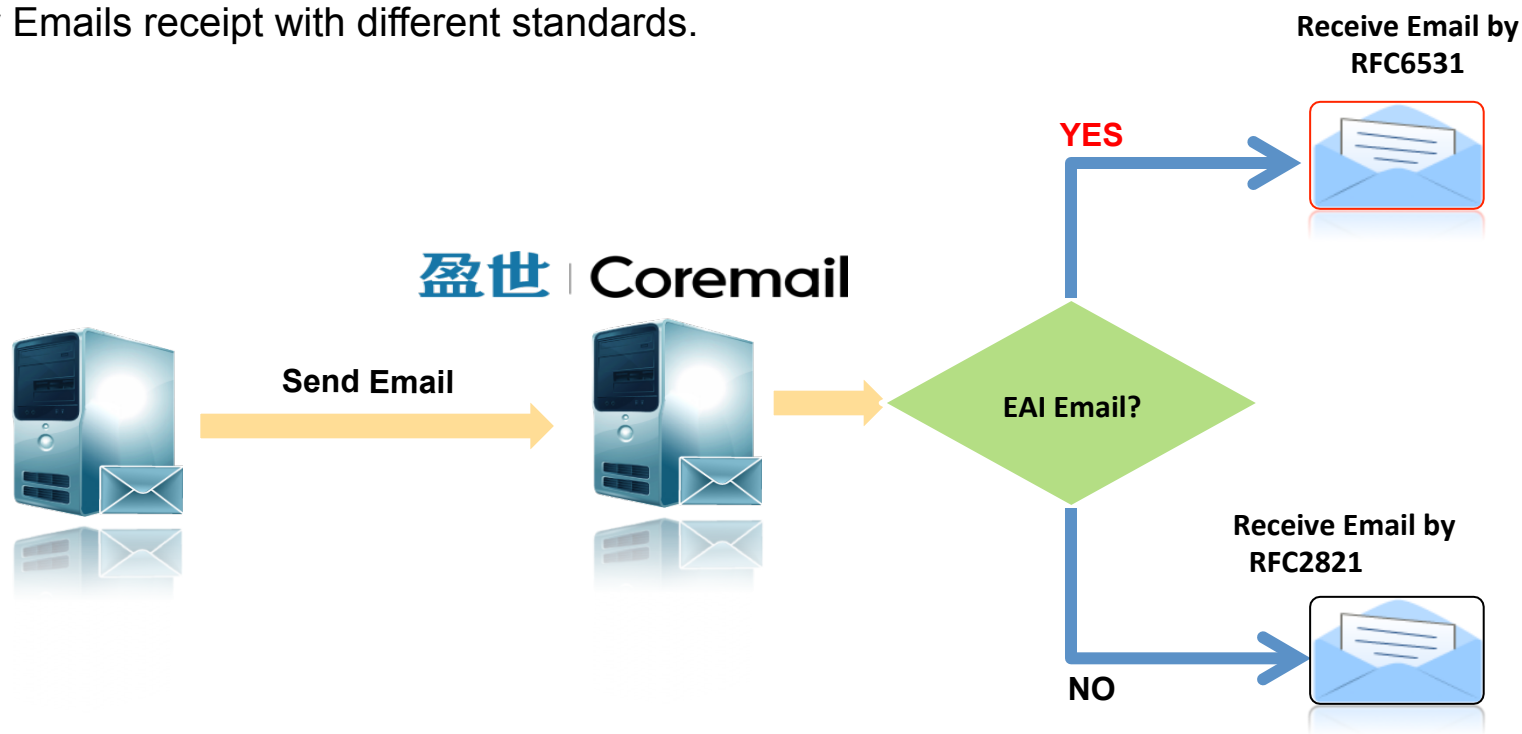 Emails receipt with different standards.
Receive Email by
RFC6531
YES
盈世 | Coremail
Send Email
EAI Email?
Receive Email by
RFC2821
NO